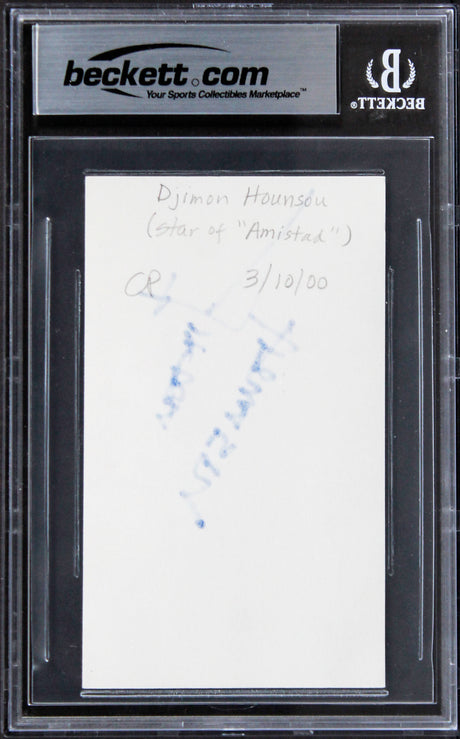 beckett.com
Your Sports Collectibles Marketplace™
B
BECKETT®
Djimon Hounsou
(star of "Amistad")
CR 3/10/00